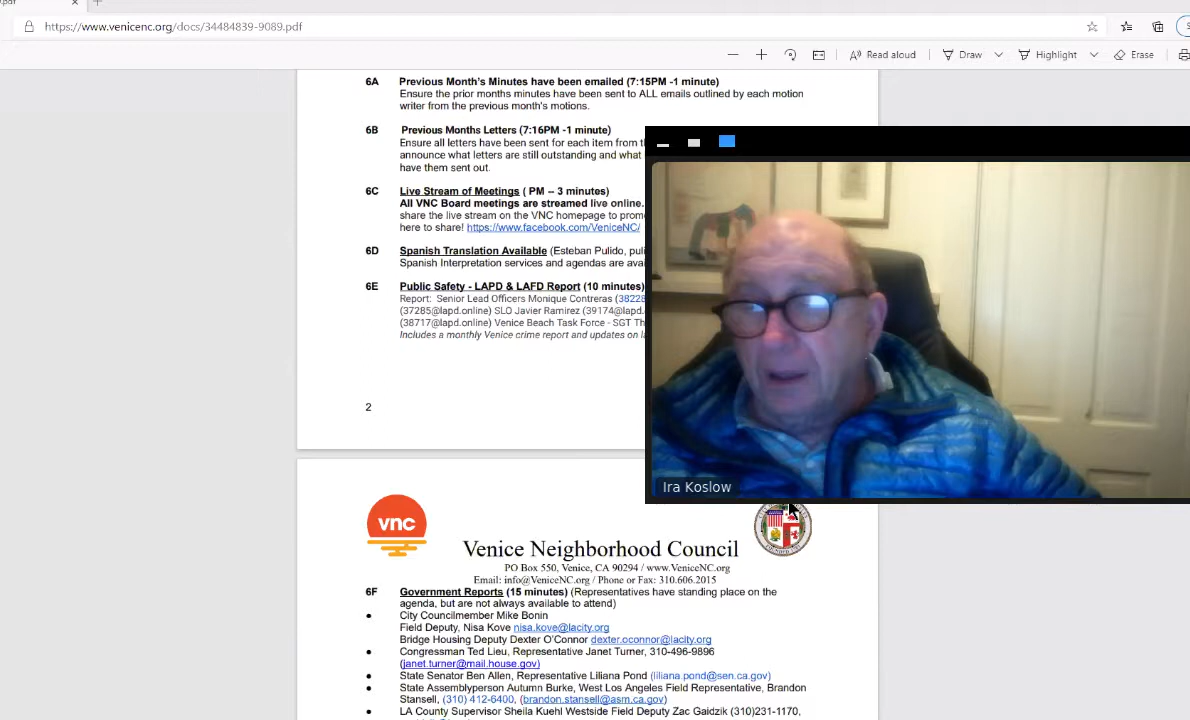 .pdf
https://www.venicenc.org/docs/34484839-9089.pdf
Read aloud
Draw
Highlight
Erase
6A Previous Month's Minutes have been emailed (7:15PM -1 minute)
Ensure the prior months minutes have been sent to ALL emails outlined by each motion
writer from the previous month's motions.
6B Previous Months Letters (7:16PM -1 minute)
Ensure all letters have been sent for each item from
announce what letters are still outstanding and what
have them sent out.
6C Live Stream of Meetings ( PM -- 3 minutes)
All VNC Board meetings are streamed live online.
share the live stream on the VNC homepage to
here to share! https://www.facebook.com/VeniceNC/
6D Spanish Translation Available (Esteban Pulido,
Spanish Interpretation services and agendas are
6E Public Safety - LAPD & LAFD Report (10 minutes)
Report: Senior Lead Officers Monique Contreras (38228
(37285@lapd.online) SLO Javier Ramirez (39174@lapd.
(38717@lapd.online) Venice Beach Task Force - SGT
Includes a monthly Venice crime report and updates on
2
Ira Koslow
vnc
Venice Neighborhood Council
PO Box 550, Venice, CA 90294 / www.VeniceNC.org
Email: info@VeniceNC.org / Phone or Fax: 310.606.2015
6F Government Reports (15 minutes) (Representatives have standing place on the
agenda, but are not always available to attend)
● City Councilmember Mike Bonin
Field Deputy, Nisa Kove nisa.kove@lacity.org
Bridge Housing Deputy Dexter O'Connor dexter.oconnor@lacity.org
● Congressman Ted Lieu, Representative Janet Turner, 310-496-9896
(janet.turner@mail.house.gov)
● State Senator Ben Allen, Representative Liliana Pond (liliana.pond@sen.ca.gov)
● State Assemblyperson Autumn Burke, West Los Angeles Field Representative, Brandon
Stansell, (310) 412-6400, (brandon.stansell@asm.ca.gov)
● LA County Supervisor Sheila Kuehl Westside Field Deputy Zac Gaidzik (310)231-1170,